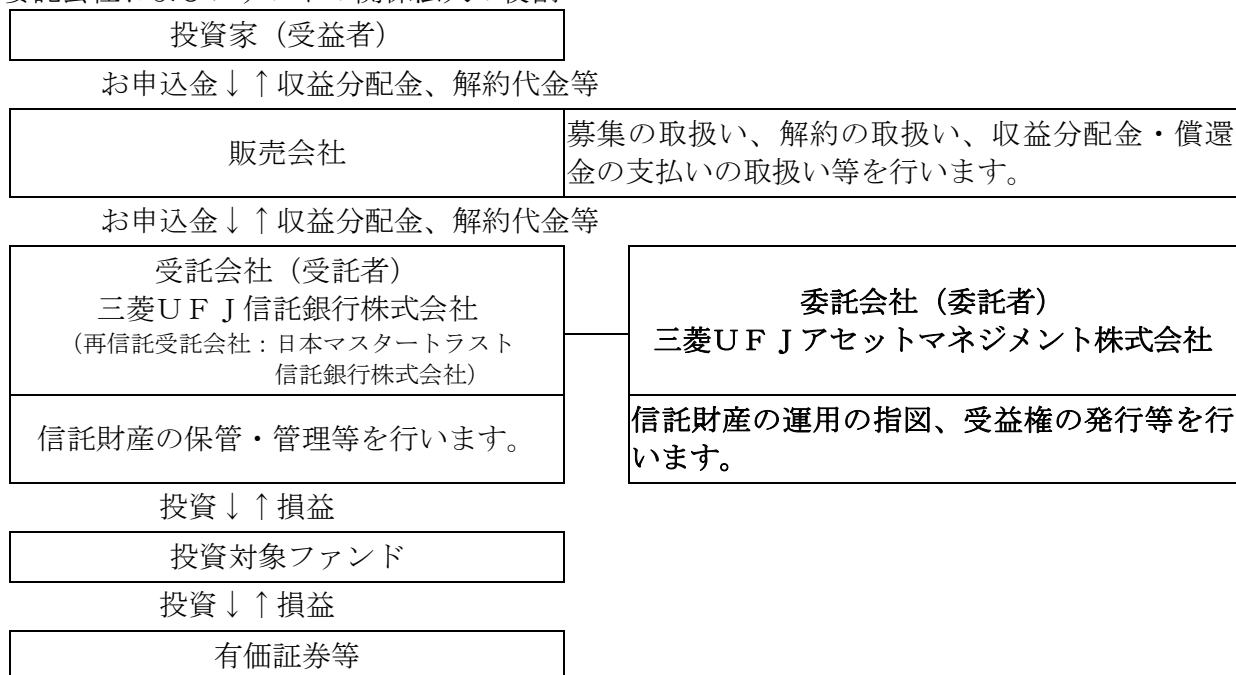 投資家（受益者）
お申込金↓↑収益分配金、解約代金等
販売会社
募集の取扱い、解約の取扱い、収益分配金・償還
金の支払いの取扱い等を行います。
お申込金↓↑収益分配金、解約代金等
受託会社（受託者）
三菱ＵＦＪ信託銀行株式会社
（再信託受託会社：日本マスタートラスト
信託銀行株式会社）
委託会社（委託者）
三菱ＵＦＪアセットマネジメント株式会社
信託財産の保管・管理等を行います。
信託財産の運用の指図、受益権の発行等を行
います。
投資↓↑損益
投資対象ファンド
投資↓↑損益
有価証券等